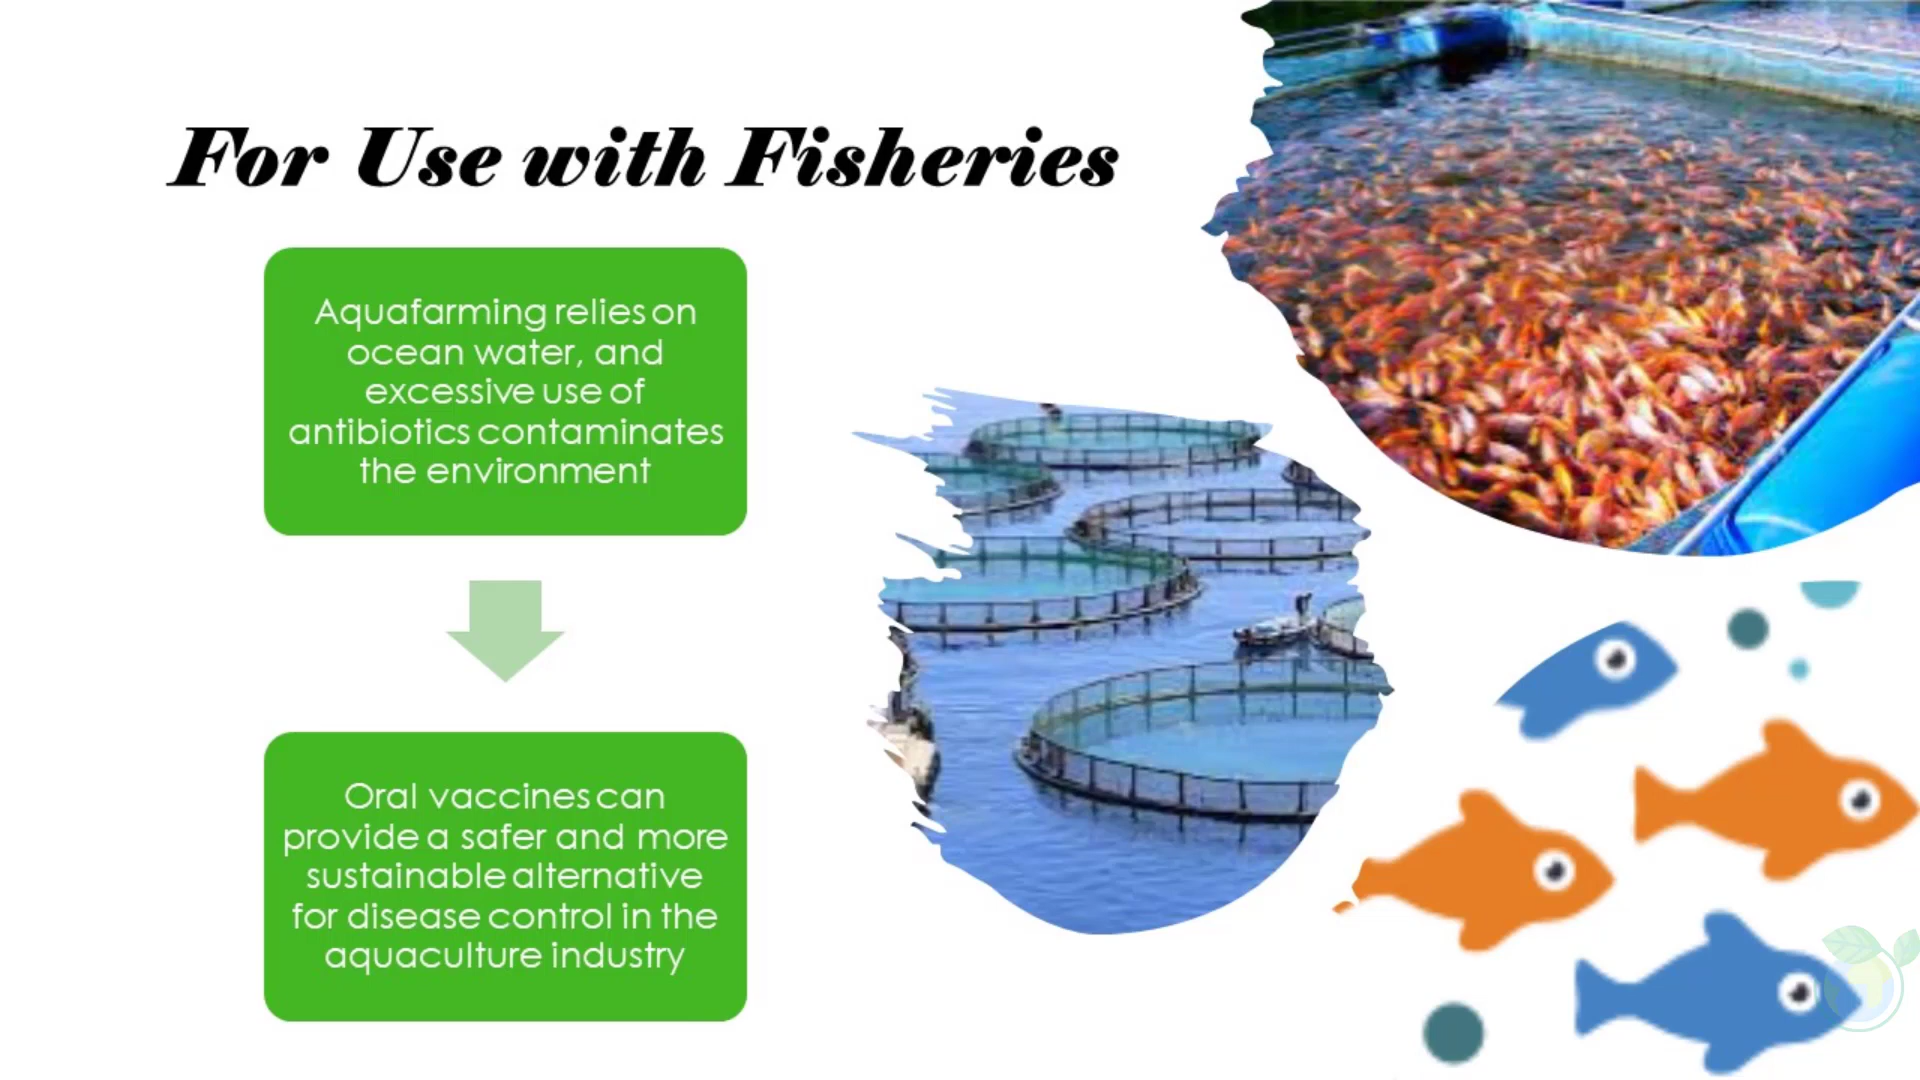 For Use with Fisheries
Aquafarming relies on
ocean water, and
excessive use of
antibiotics contaminates
the environment
Oral vaccines can
provide a safer and more
sustainable alternative
for disease control in the
aquaculture industry